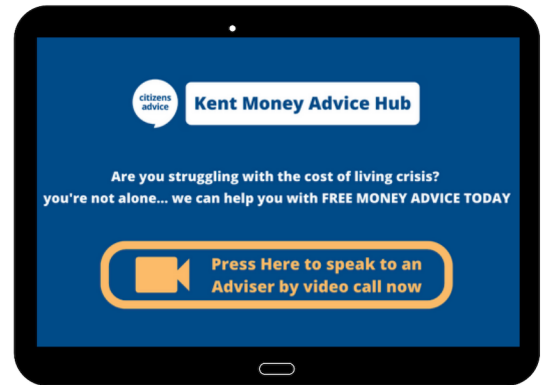 citizens
advice
Kent Money Advice Hub
Are you struggling with the cost of living crisis?
you're not alone... we can help you with FREE MONEY ADVICE TODAY
Press Here to speak to an
Adviser by video call now